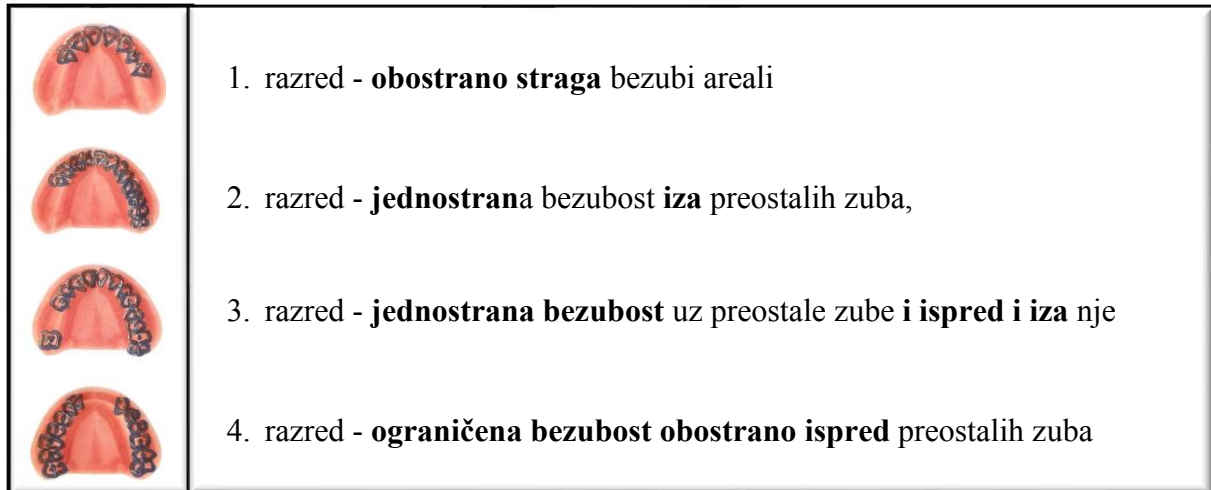 1. razred - obostrano straga bezubi areali
2. razred - jednostrana bezubost iza preostalih zuba,
3. razred - jednostrana bezubost uz preostale zube i ispred i iza nje
4. razred - ograničena bezubost obostrano ispred preostalih zuba